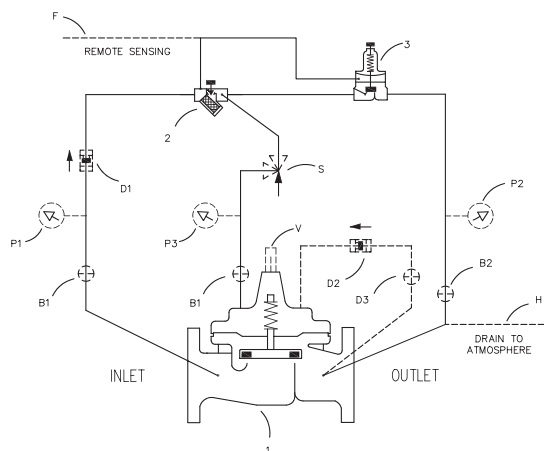 F
REMOTE SENSING
3
2
S
D1
P1
P3
P2
V
D2
D3
B1
B1
B2
H
DRAIN TO
ATMOSPHERE
INLET
OUTLET
1